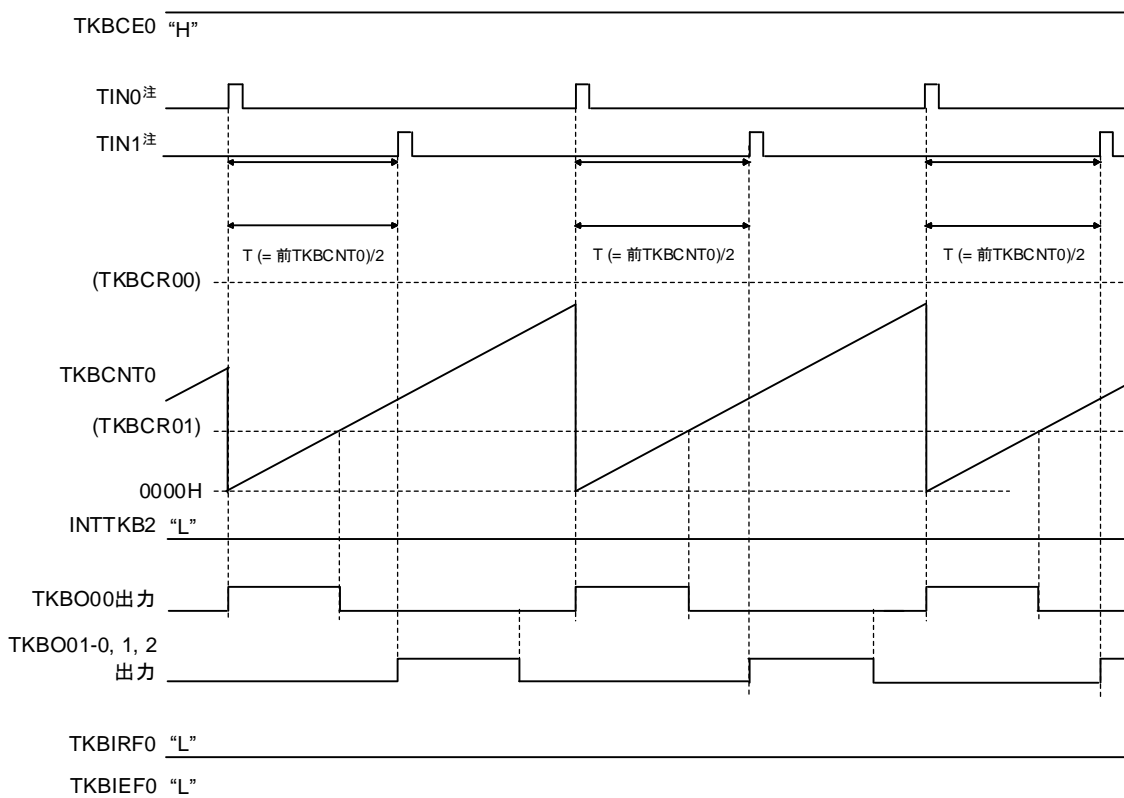 TKBCE0 “H”
TIN0注
TIN1注
T (= 前TKBCNT0)/2 T (= 前TKBCNT0)/2 T (= 前TKBCNT0)/2
(TKBCR00)
TKBCNT0
(TKBCR01)
0000H
INTTKB2 “L”
TKBO00出力
TKBO01-0, 1, 2
出力
TKBIRF0 “L”
TKBIEF0 “L”